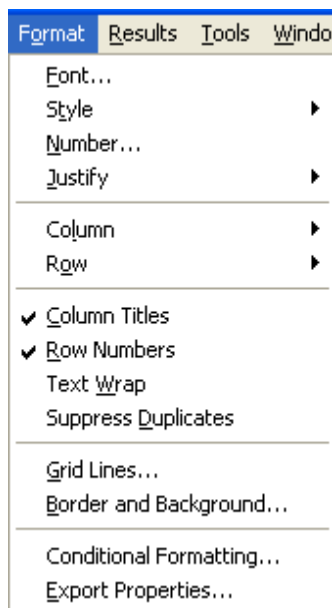 Format Results Tools Windo
Font...
Style
Number...
Justify
Column
Row
Column Titles
Row Numbers
Text Wrap
Suppress Duplicates
Grid Lines...
Border and Background...
Conditional Formatting...
Export Properties...